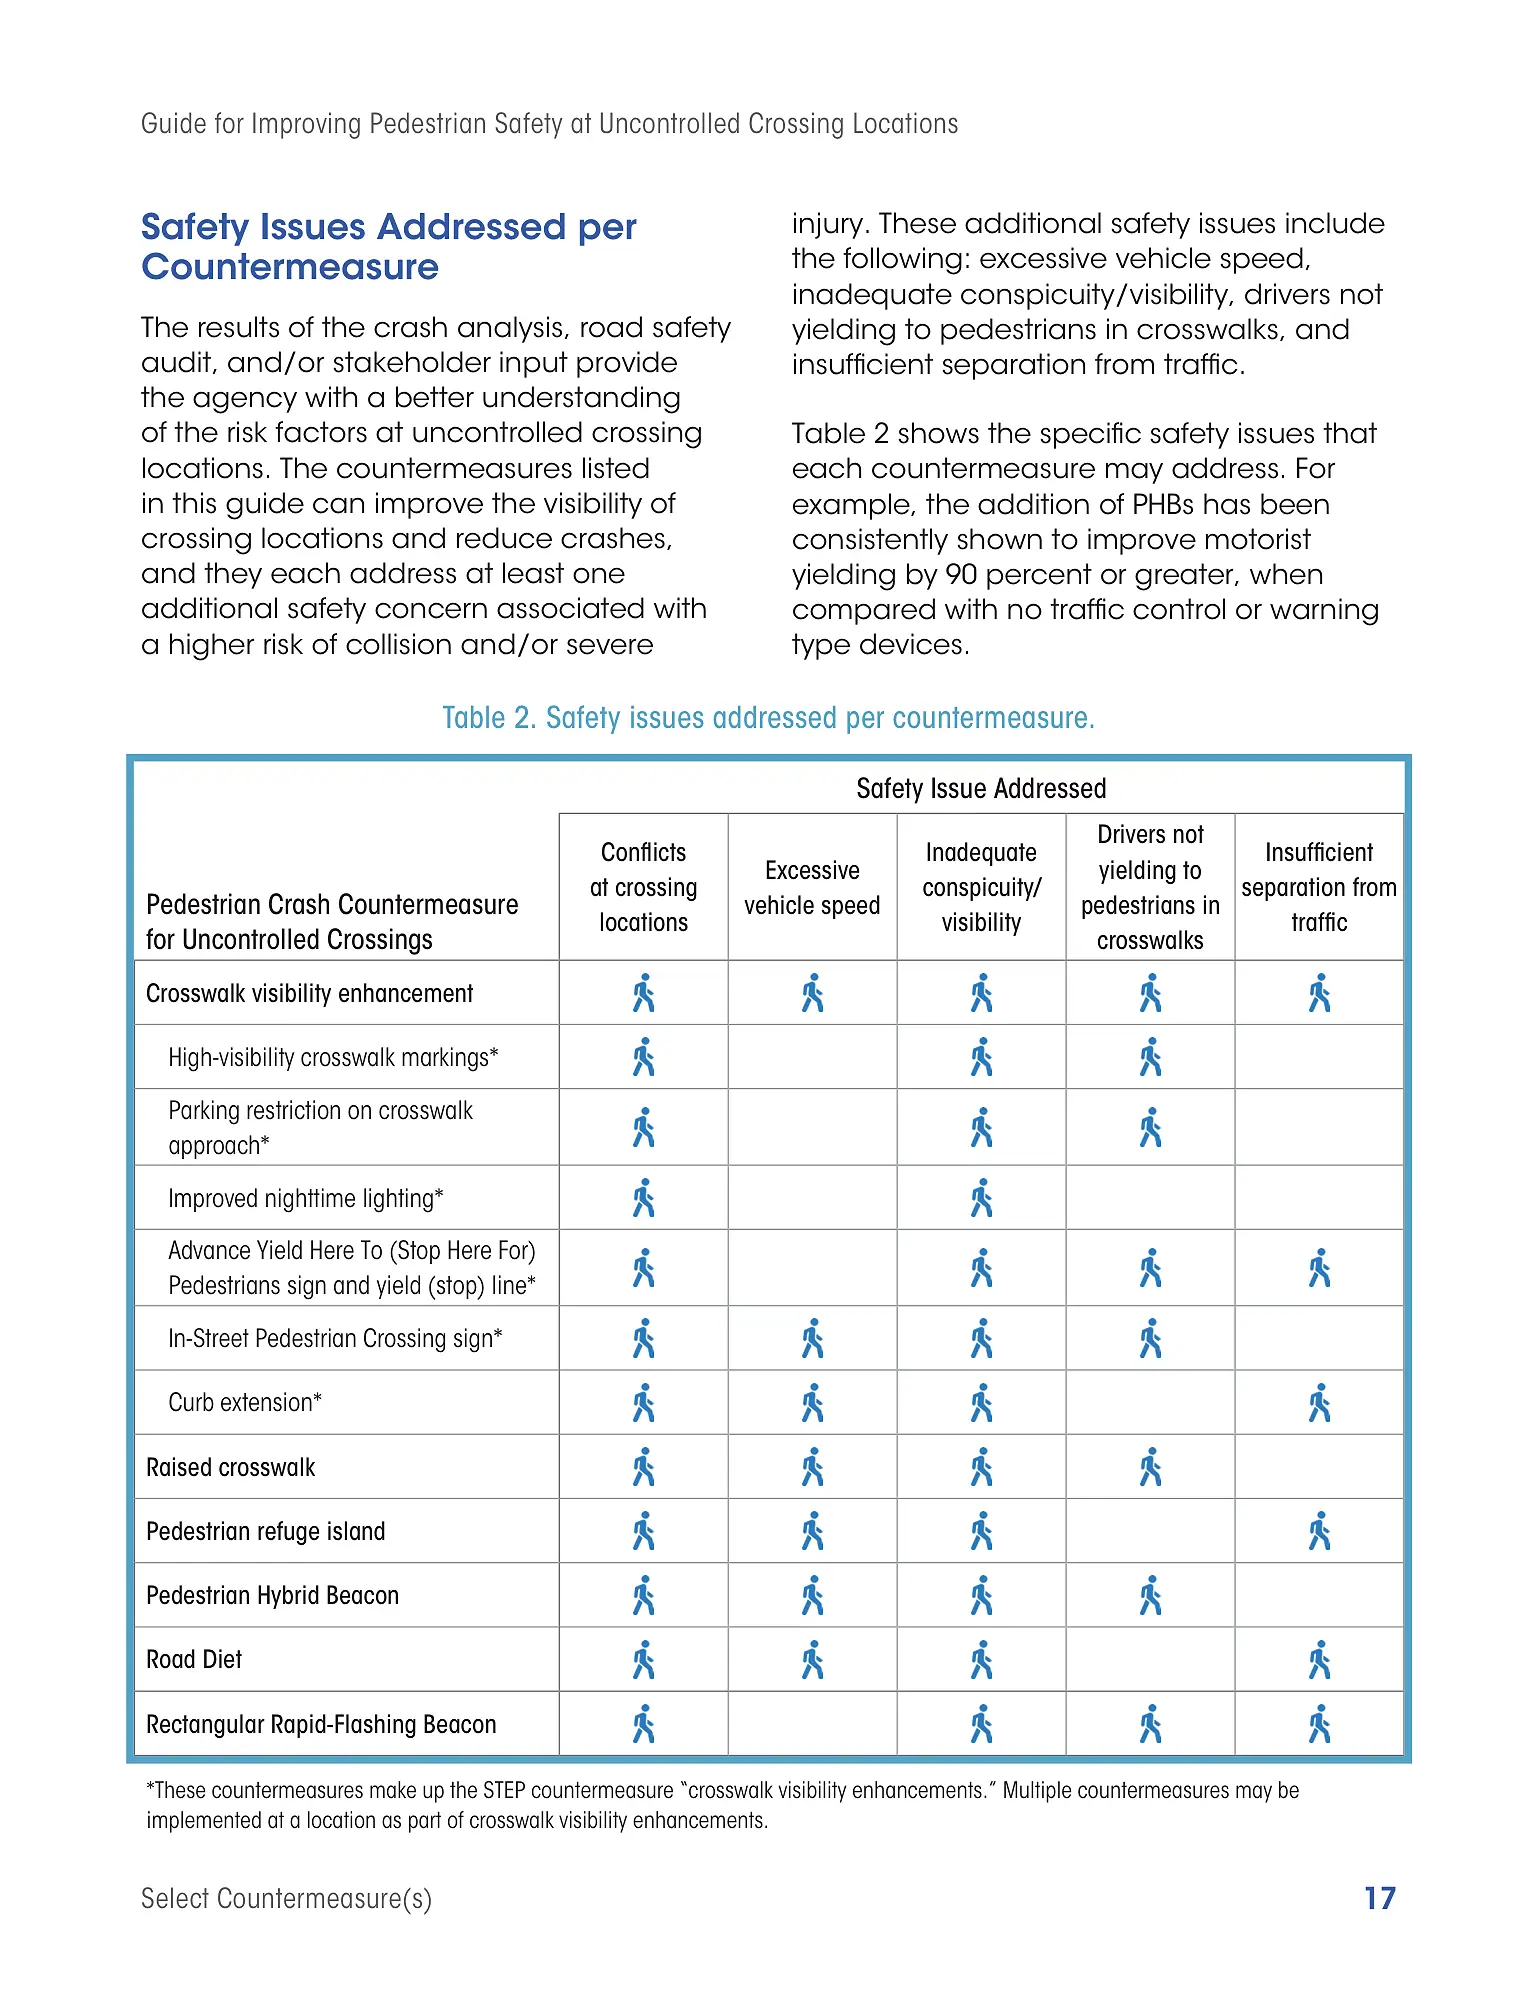 Guide for Improving Pedestrian Safety at Uncontrolled Crossing Locations
Safety Issues Addressed per
Countermeasure
The results of the crash analysis, road safety
audit, and/or stakeholder input provide
the agency with a better understanding
of the risk factors at uncontrolled crossing
locations. The countermeasures listed
in this guide can improve the visibility of
crossing locations and reduce crashes,
and they each address at least one
additional safety concern associated with
a higher risk of collision and/or severe
injury. These additional safety issues include
the following: excessive vehicle speed,
inadequate conspicuity/visibility, drivers not
yielding to pedestrians in crosswalks, and
insufficient separation from traffic.
Table 2 shows the specific safety issues that
each countermeasure may address. For
example, the addition of PHBs has been
consistently shown to improve motorist
yielding by 90 percent or greater, when
compared with no traffic control or warning
type devices.
Table 2. Safety issues addressed per countermeasure.
Safety Issue Addressed
Pedestrian Crash Countermeasure
for Uncontrolled Crossings
Conflicts
at crossing
locations
Excessive
vehicle speed
Inadequate
conspicuity/
visibility
Drivers not
yielding to
pedestrians in
crosswalks
Insufficient
separation from
traffic
Crosswalk visibility enhancement
High-visibility crosswalk markings*
Parking restriction on crosswalk
approach*
Improved nighttime lighting*
Advance Yield Here To (Stop Here For)
Pedestrians sign and yield (stop) line*
In-Street Pedestrian Crossing sign*
Curb extension*
Raised crosswalk
Pedestrian refuge island
Pedestrian Hybrid Beacon
Road Diet
Rectangular Rapid-Flashing Beacon
*These countermeasures make up the STEP countermeasure “crosswalk visibility enhancements.” Multiple countermeasures may be
implemented at a location as part of crosswalk visibility enhancements.
Select Countermeasure(s)
17